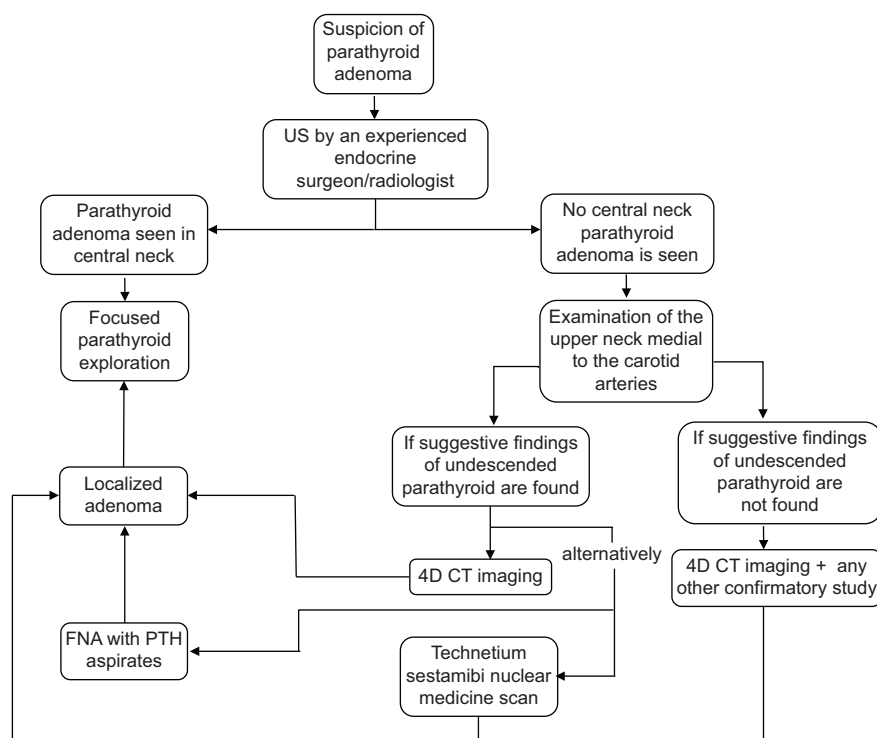 Suspicion of
parathyroid
adenoma
US by an experienced
endocrine
surgeon/radiologist
Parathyroid
adenoma seen in
central neck
No central neck
parathyroid
adenoma is seen
Focused
parathyroid
exploration
Examination of the
upper neck medial
to the carotid
arteries
If suggestive findings
of undescended
parathyroid are found
If suggestive findings
of undescended
parathyroid are
not found
Localized
adenoma
alternatively
4D CT imaging
4D CT imaging + any
other confirmatory study
FNA with PTH
aspirates
Technetium
sestamibi nuclear
medicine scan